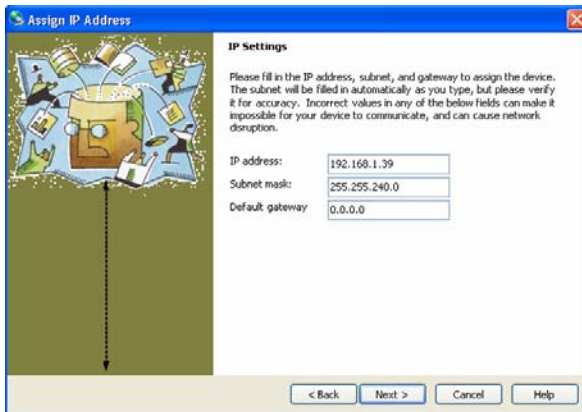 Assign IP Address
IP Settings
Please fill in the IP address, subnet, and gateway to assign the device.
The subnet will be filled in automatically as you type, but please verify
it for accuracy. Incorrect values in any of the below fields can make it
impossible for your device to communicate, and can cause network
disruption.
IP address: 192.168.1.39
Subnet mask: 255.255.240.0
Default gateway 0.0.0.0
< Back Next > Cancel Help